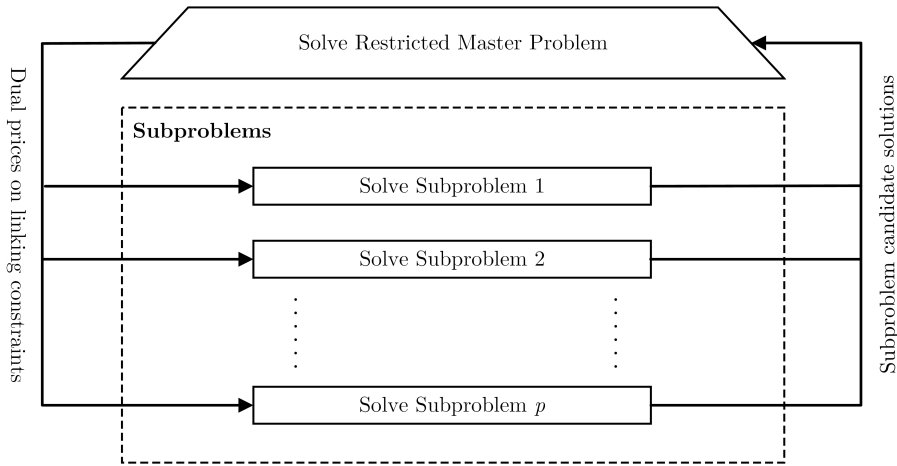 Solve Restricted Master Problem
Dual prices on linking constraints
Subproblems
Solve Subproblem 1
Solve Subproblem 2
Solve Subproblem p
Subproblem candidate solutions